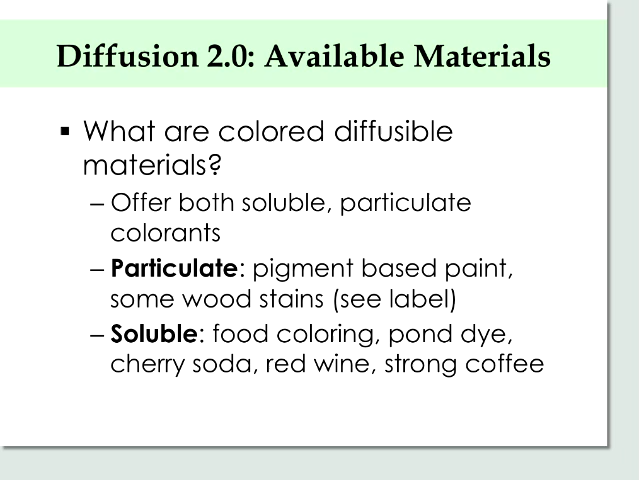 Diffusion 2.0: Available Materials
▪ What are colored diffusible
materials?
– Offer both soluble, particulate
colorants
– Particulate: pigment based paint,
some wood stains (see label)
– Soluble: food coloring, pond dye,
cherry soda, red wine, strong coffee